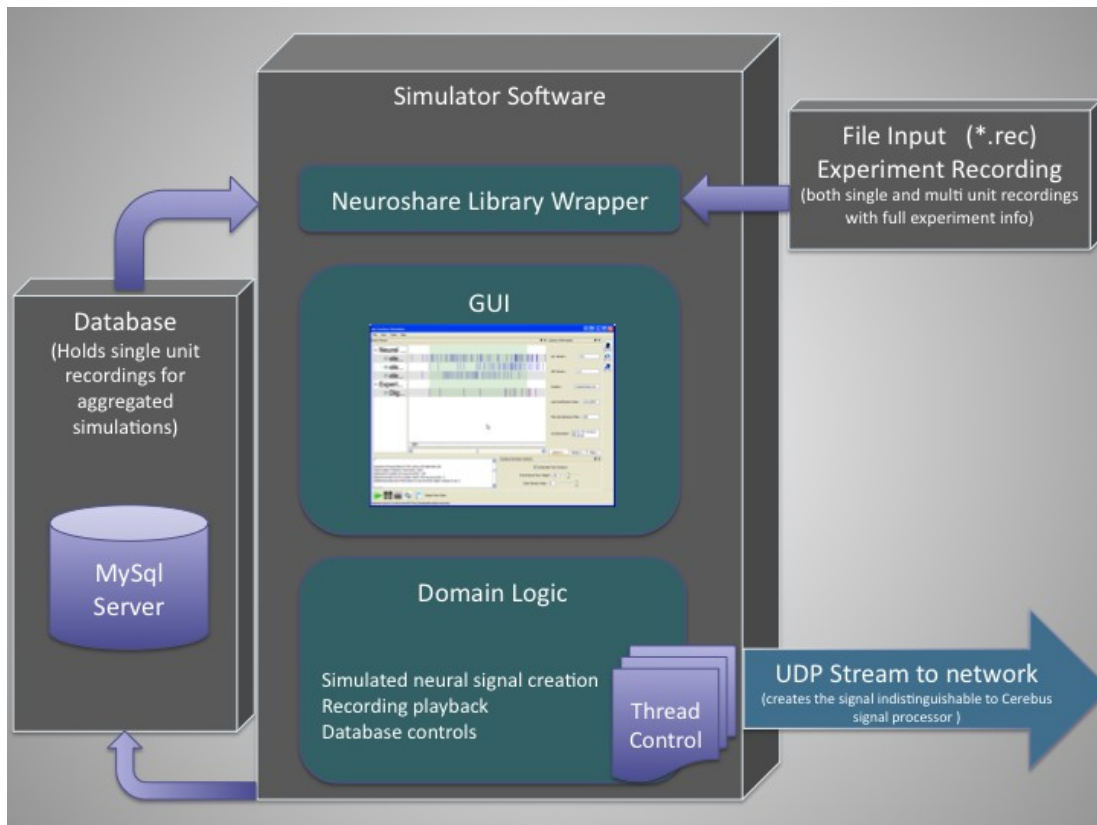 Simulator Software
Neuroshare Library Wrapper
File Input (*.rec)
Experiment Recording
(both single and multi unit recordings
with full experiment info)
GUI
Database
(Holds single unit
recordings for
aggregated
simulations)
MySql
Server
Domain Logic
Simulated neural signal creation
Recording playback
Database controls
Thread
Control
UDP Stream to network
(creates the signal indistinguishable to Cerebus
signal processor )